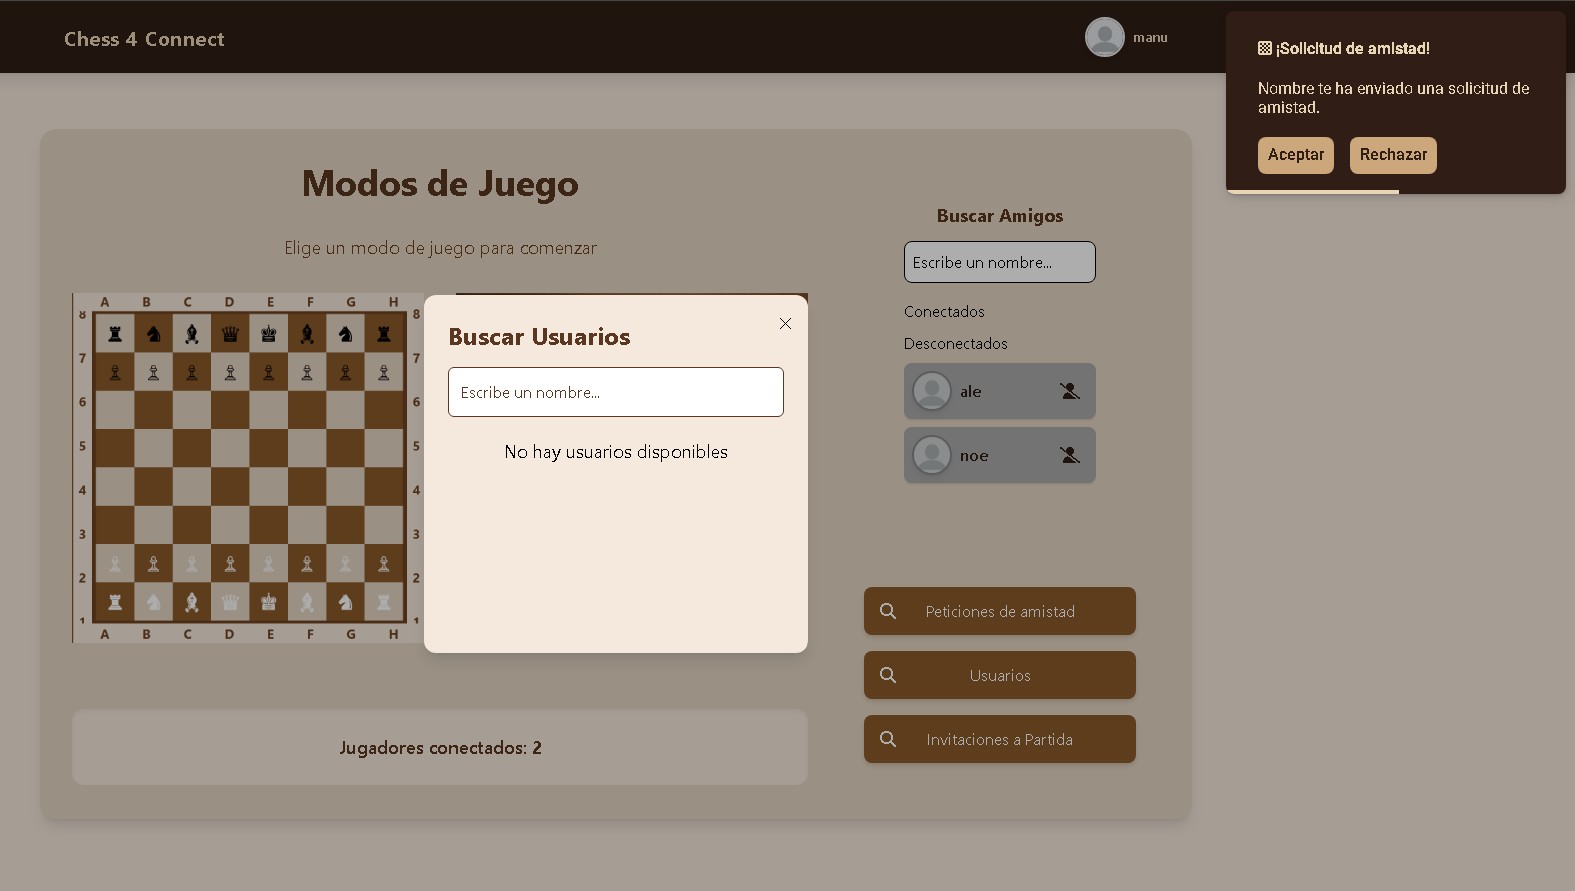 Chess 4 Connect
manu
¡Solicitud de amistad!
Nombre te ha enviado una solicitud de
amistad.
Aceptar
Rechazar
Modos de Juego
Elige un modo de juego para comenzar
A B C D E F G H
8 8
7 7
6 6
5 5
4 4
3 3
2 2
1 1
A B C D E F G H
Buscar Usuarios
Escribe un nombre...
No hay usuarios disponibles
Jugadores conectados: 2
Buscar Amigos
Escribe un nombre...
Conectados
Desconectados
ale
noe
Peticiones de amistad
Usuarios
Invitaciones a Partida